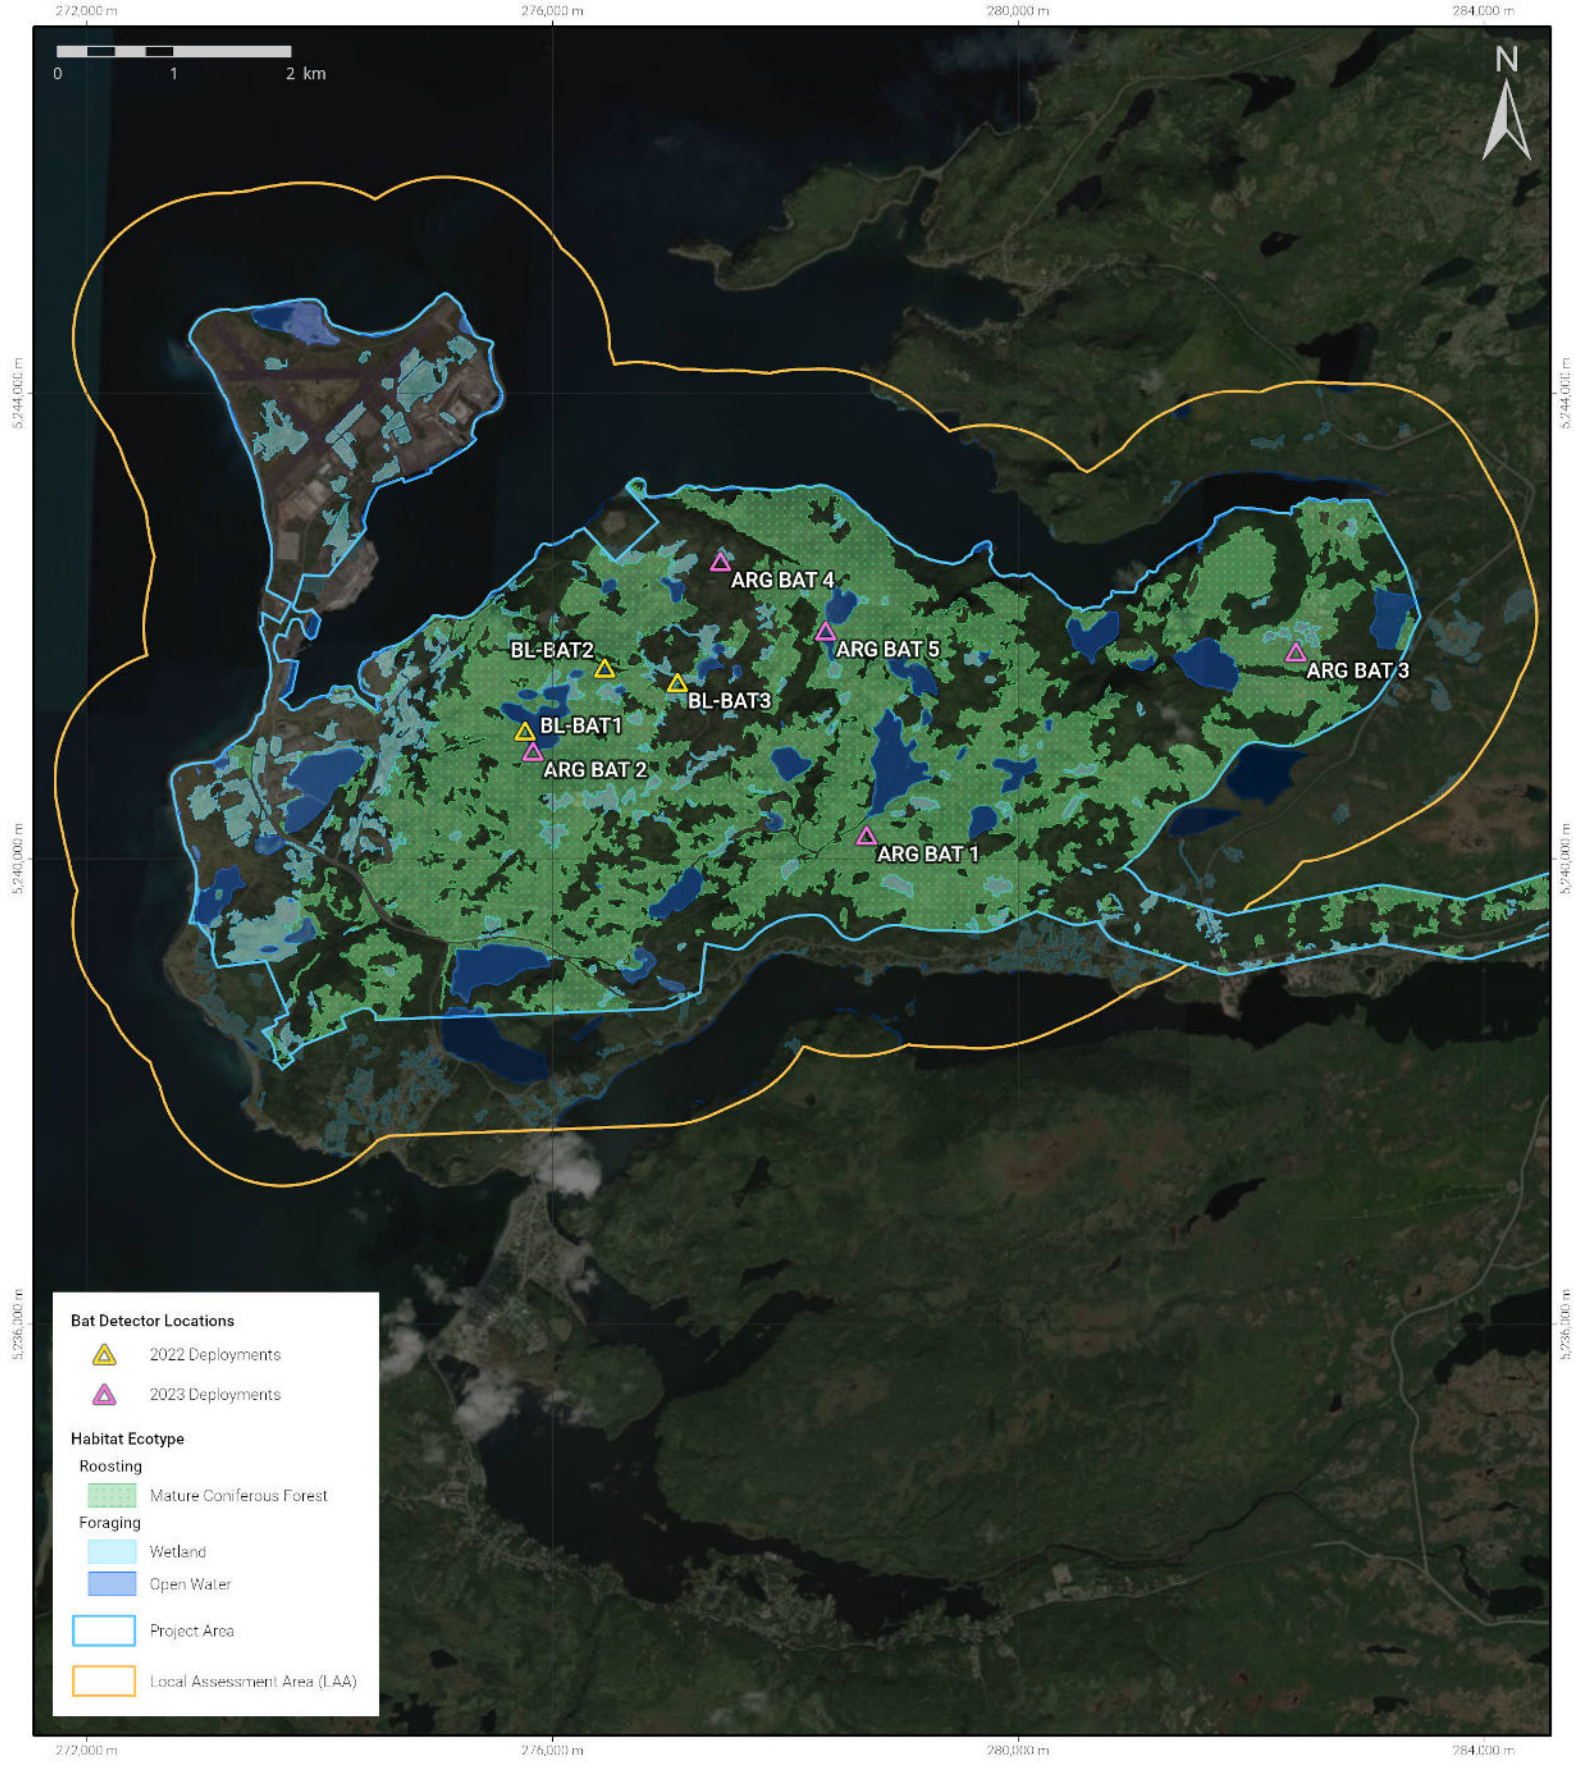 272,000 m
276,000 m
280,000 m
284,000 m
0 1 2 km
N
5,244,000 m
5,244,000 m
ARG BAT 4
BL-BAT2
ARG BAT 5
ARG BAT 3
BL-BAT3
BL-BAT1
ARG BAT 2
ARG BAT 1
5,240,000 m
5,240,000 m
5,236,000 m
5,236,000 m
Bat Detector Locations
2022 Deployments
2023 Deployments
Habitat Ecotype
Roosting
Mature Coniferous Forest
Foraging
Wetland
Open Water
Project Area
Local Assessment Area (LAA)
272,000 m
276,000 m
280,000 m
284,000 m